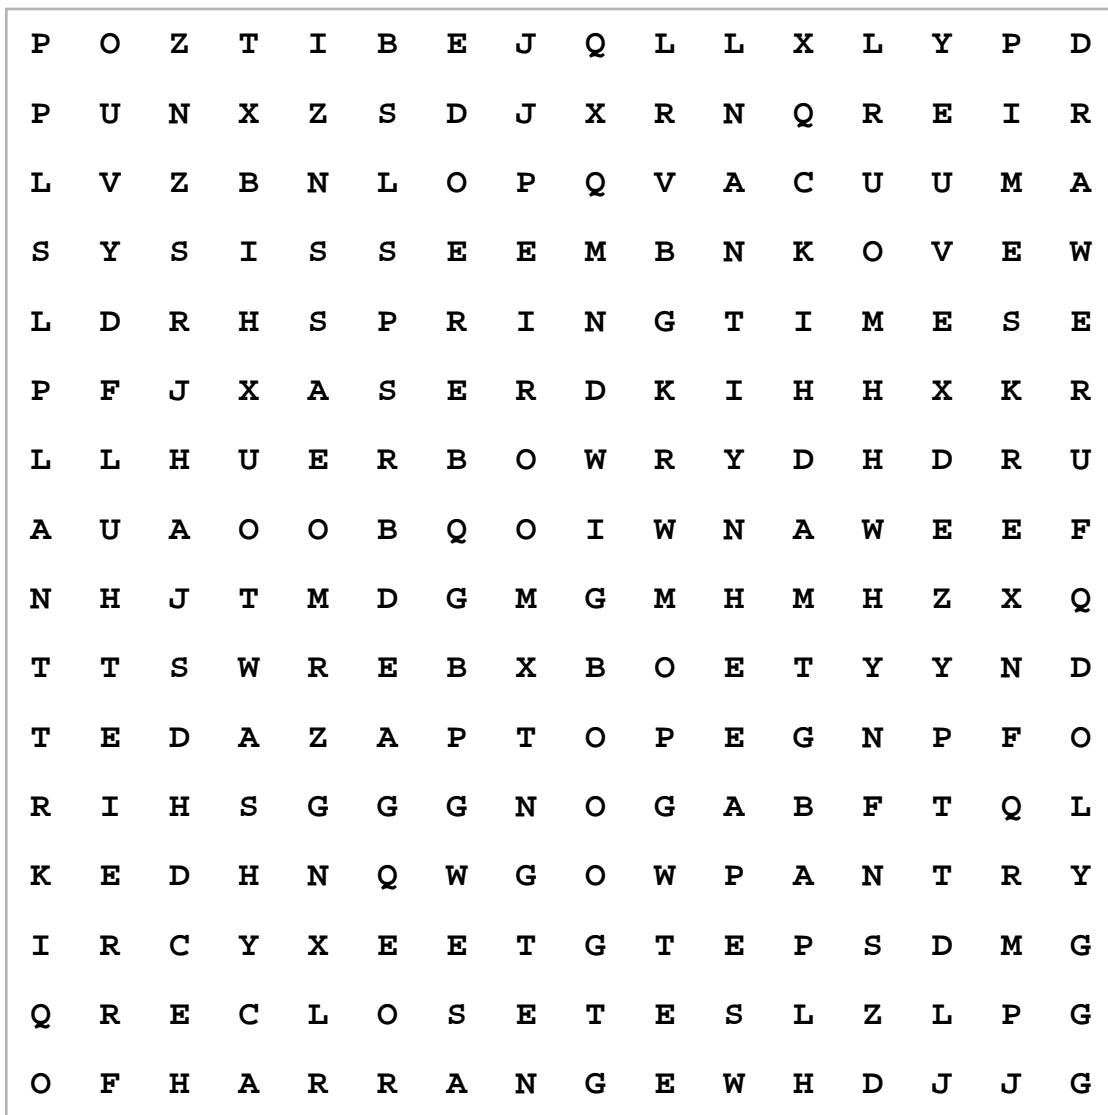 P O Z T I B E J Q L L X L Y P D
P U N X Z S D J X R N Q R E I R
L V Z B N L O P Q V A C U U M A
S Y S I S S E E M B N K O V E W
L D R H S P R I N G T I M E S E
P F J X A S E R D K I H H X K R
L L H U E R B O W R Y D H D R U
A U A O O B Q O I W N A W E E F
N H J T M D G M G M H M H Z X Q
T T S W R E B X B O E T Y Y N D
T E D A Z A P T O P E G N P F O
R I H S G G G N O G A B F T Q L
K E D H N Q W G O W P A N T R Y
I R C Y X E E T G T E P S D M G
Q R E C L O S E T E S L Z L P G
O F H A R R A N G E W H D J J G